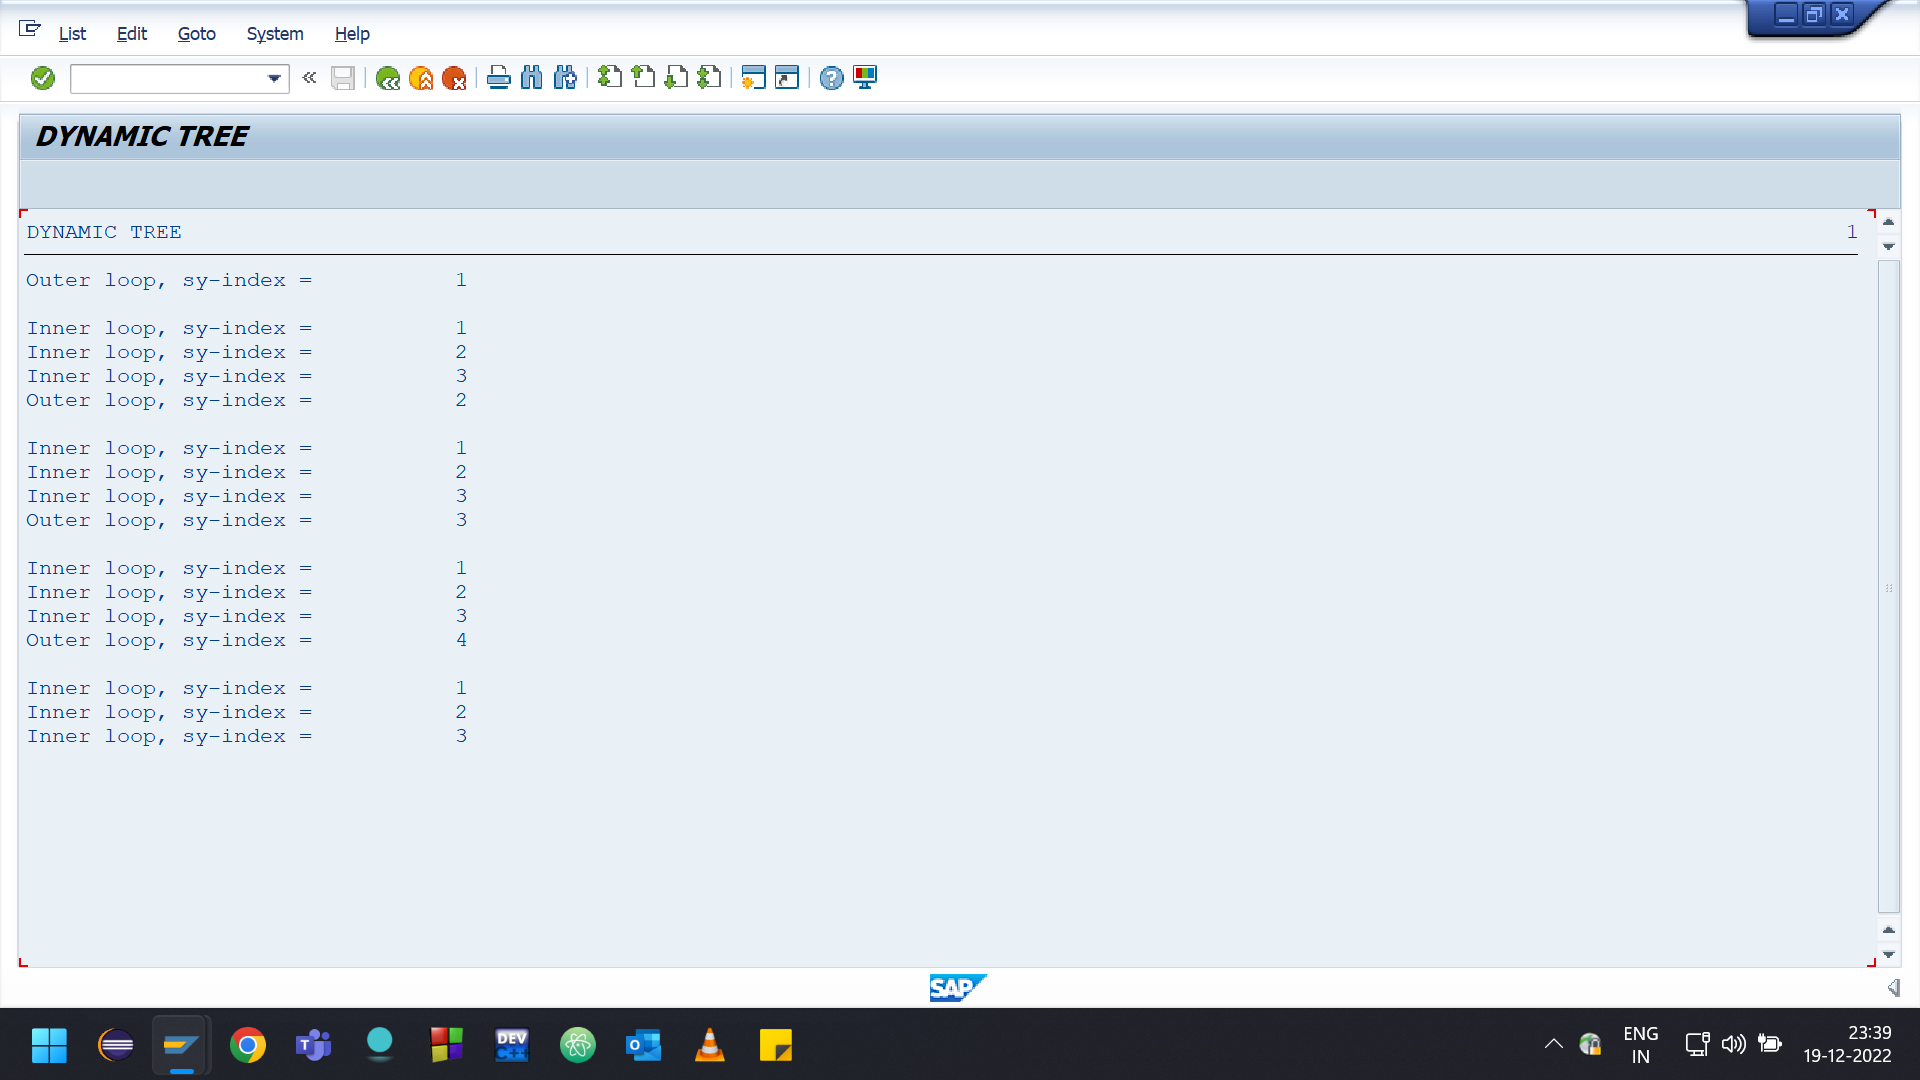 List Edit Goto System Help
DYNAMIC TREE
DYNAMIC TREE 1
Outer loop, sy-index = 1
Inner loop, sy-index = 1
Inner loop, sy-index = 2
Inner loop, sy-index = 3
Outer loop, sy-index = 2
Inner loop, sy-index = 1
Inner loop, sy-index = 2
Inner loop, sy-index = 3
Outer loop, sy-index = 3
Inner loop, sy-index = 1
Inner loop, sy-index = 2
Inner loop, sy-index = 3
Outer loop, sy-index = 4
Inner loop, sy-index = 1
Inner loop, sy-index = 2
Inner loop, sy-index = 3
SAP
DEV
C++
ENG
IN
23:39
19-12-2022